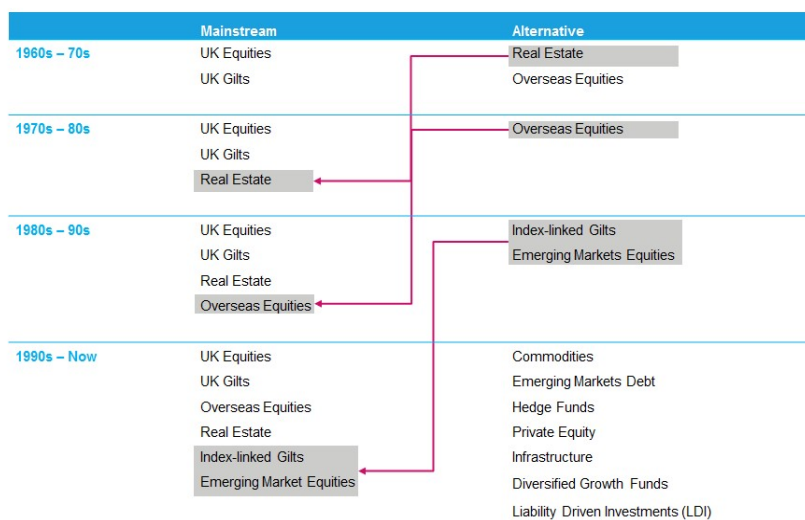 Mainstream Alternative
1960s – 70s UK Equities Real Estate
UK Gilts Overseas Equities
1970s – 80s UK Equities Overseas Equities
UK Gilts
Real Estate
1980s – 90s UK Equities Index-linked Gilts
UK Gilts Emerging Markets Equities
Real Estate
Overseas Equities
1990s – Now UK Equities Commodities
UK Gilts Emerging Markets Debt
Overseas Equities Hedge Funds
Real Estate Private Equity
Index-linked Gilts Infrastructure
Emerging Market Equities Diversified Growth Funds
Liability Driven Investments (LDI)